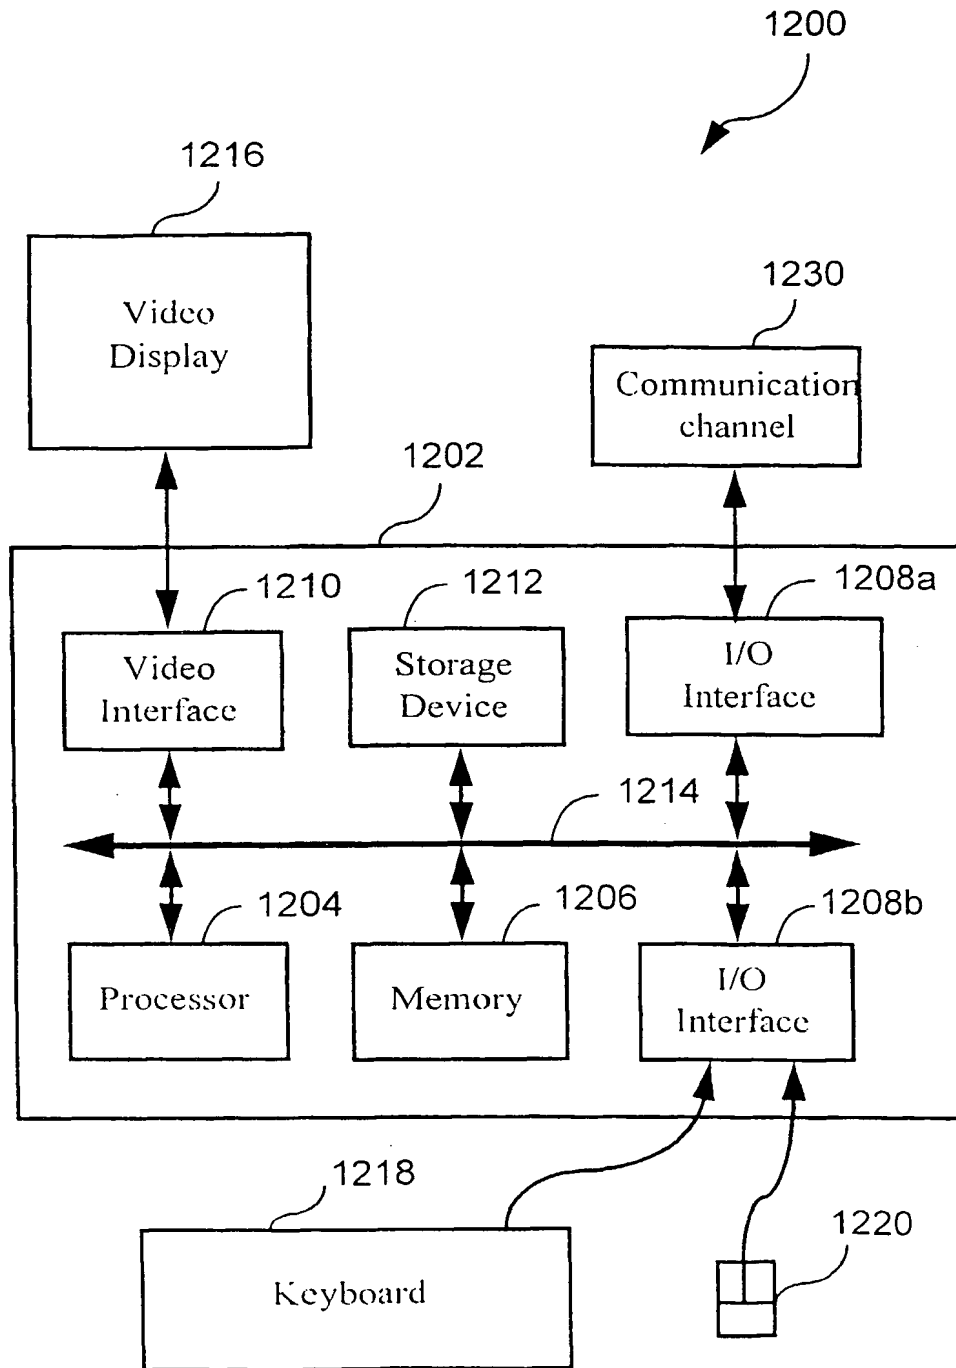 1200
1216
Video
Display
1230
Communication
channel
1202
1210
Video
Interface
1212
Storage
Device
1208a
I/O
Interface
1214
1204
Processor
1206
Memory
1208b
I/O
Interface
1218
Keyboard
1220